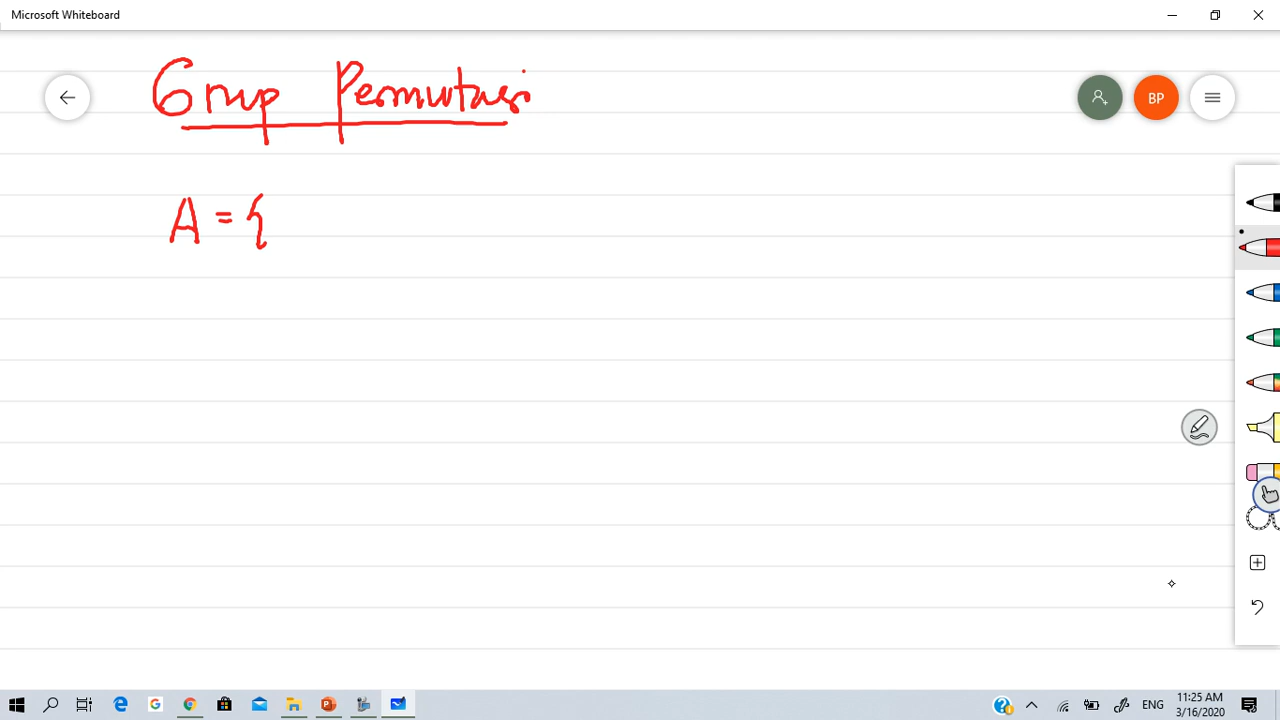 Microsoft Whiteboard
Grup Permutasi
BP
A = {
ENG
11:25 AM
3/16/2020